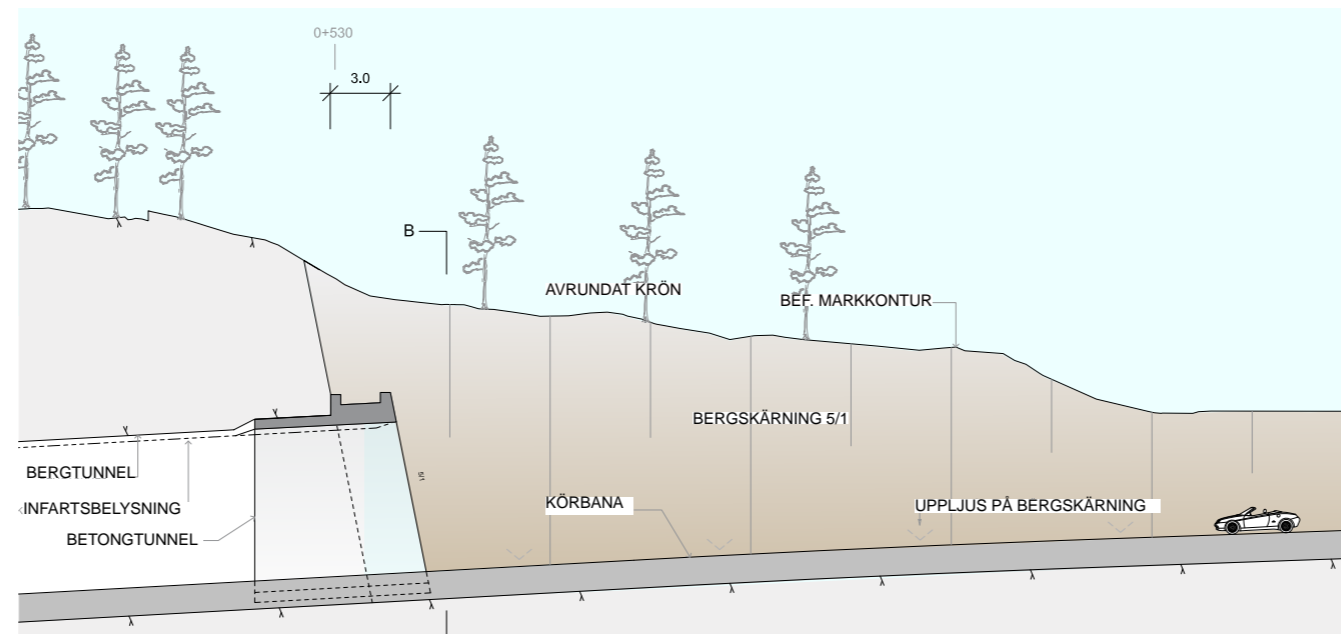 0+530
3.0
B
AVRUNDAT KRÖN
BEF. MARKKONTUR
BERGSKÄRNING 5/1
BERGTUNNEL
5/1
INFARTSBELYSNING
KÖRBANA
UPPLJUS PÅ BERGSKÄRNING
BETONGTUNNEL